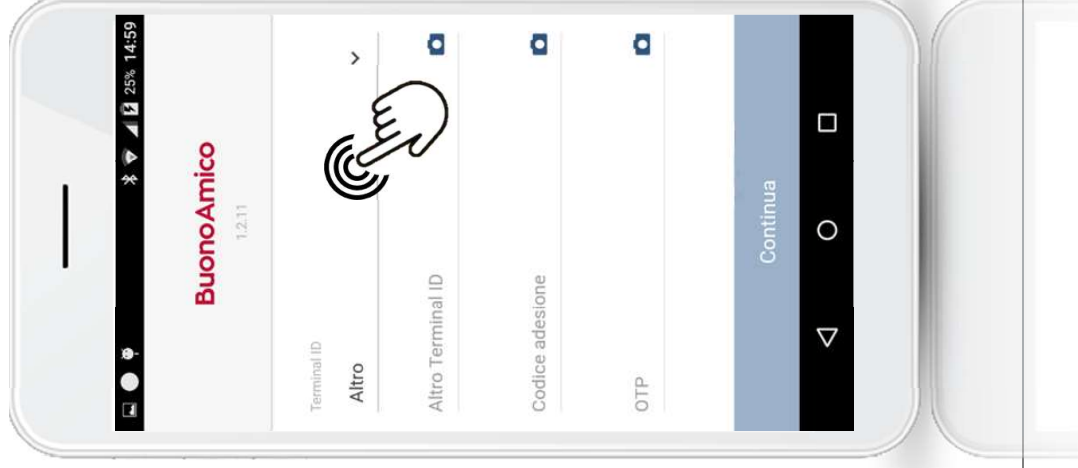 25% 14:59
BuonoAmico
1.2.11
Terminal ID
Altro
Altro Terminal ID
Codice adesione
OTP
Continua